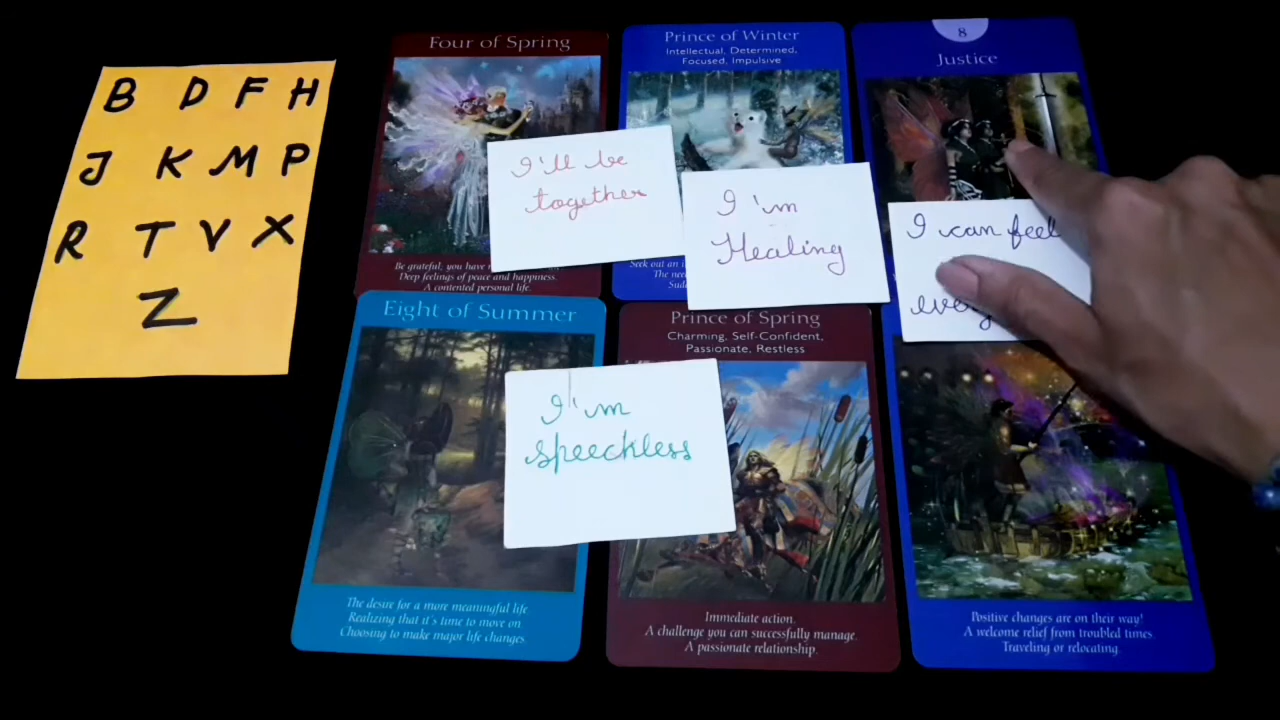 B D F H
J K M P
R T V X
Z
Four of Spring
I'll be
together
Be grateful; you have
Deep feelings of peace and happiness.
A contented personal life.
Prince of Winter
Intellectual, Determined,
Focused, Impulsive
I'm
Healing
Seek out an
The
8
Justice
I can feel
Eight of Summer
I'm
speeckless
The desire for a more meaningful life.
Realizing that it's time to move on
Choosing to make major life changes.
Prince of Spring
Charming, Self-Confident,
Passionate, Restless
Immediate action.
A challenge you can successfully manage.
A passionate relationship.
Positive changes are on their way!
A welcome relief from troubled times.
Traveling or relocating.